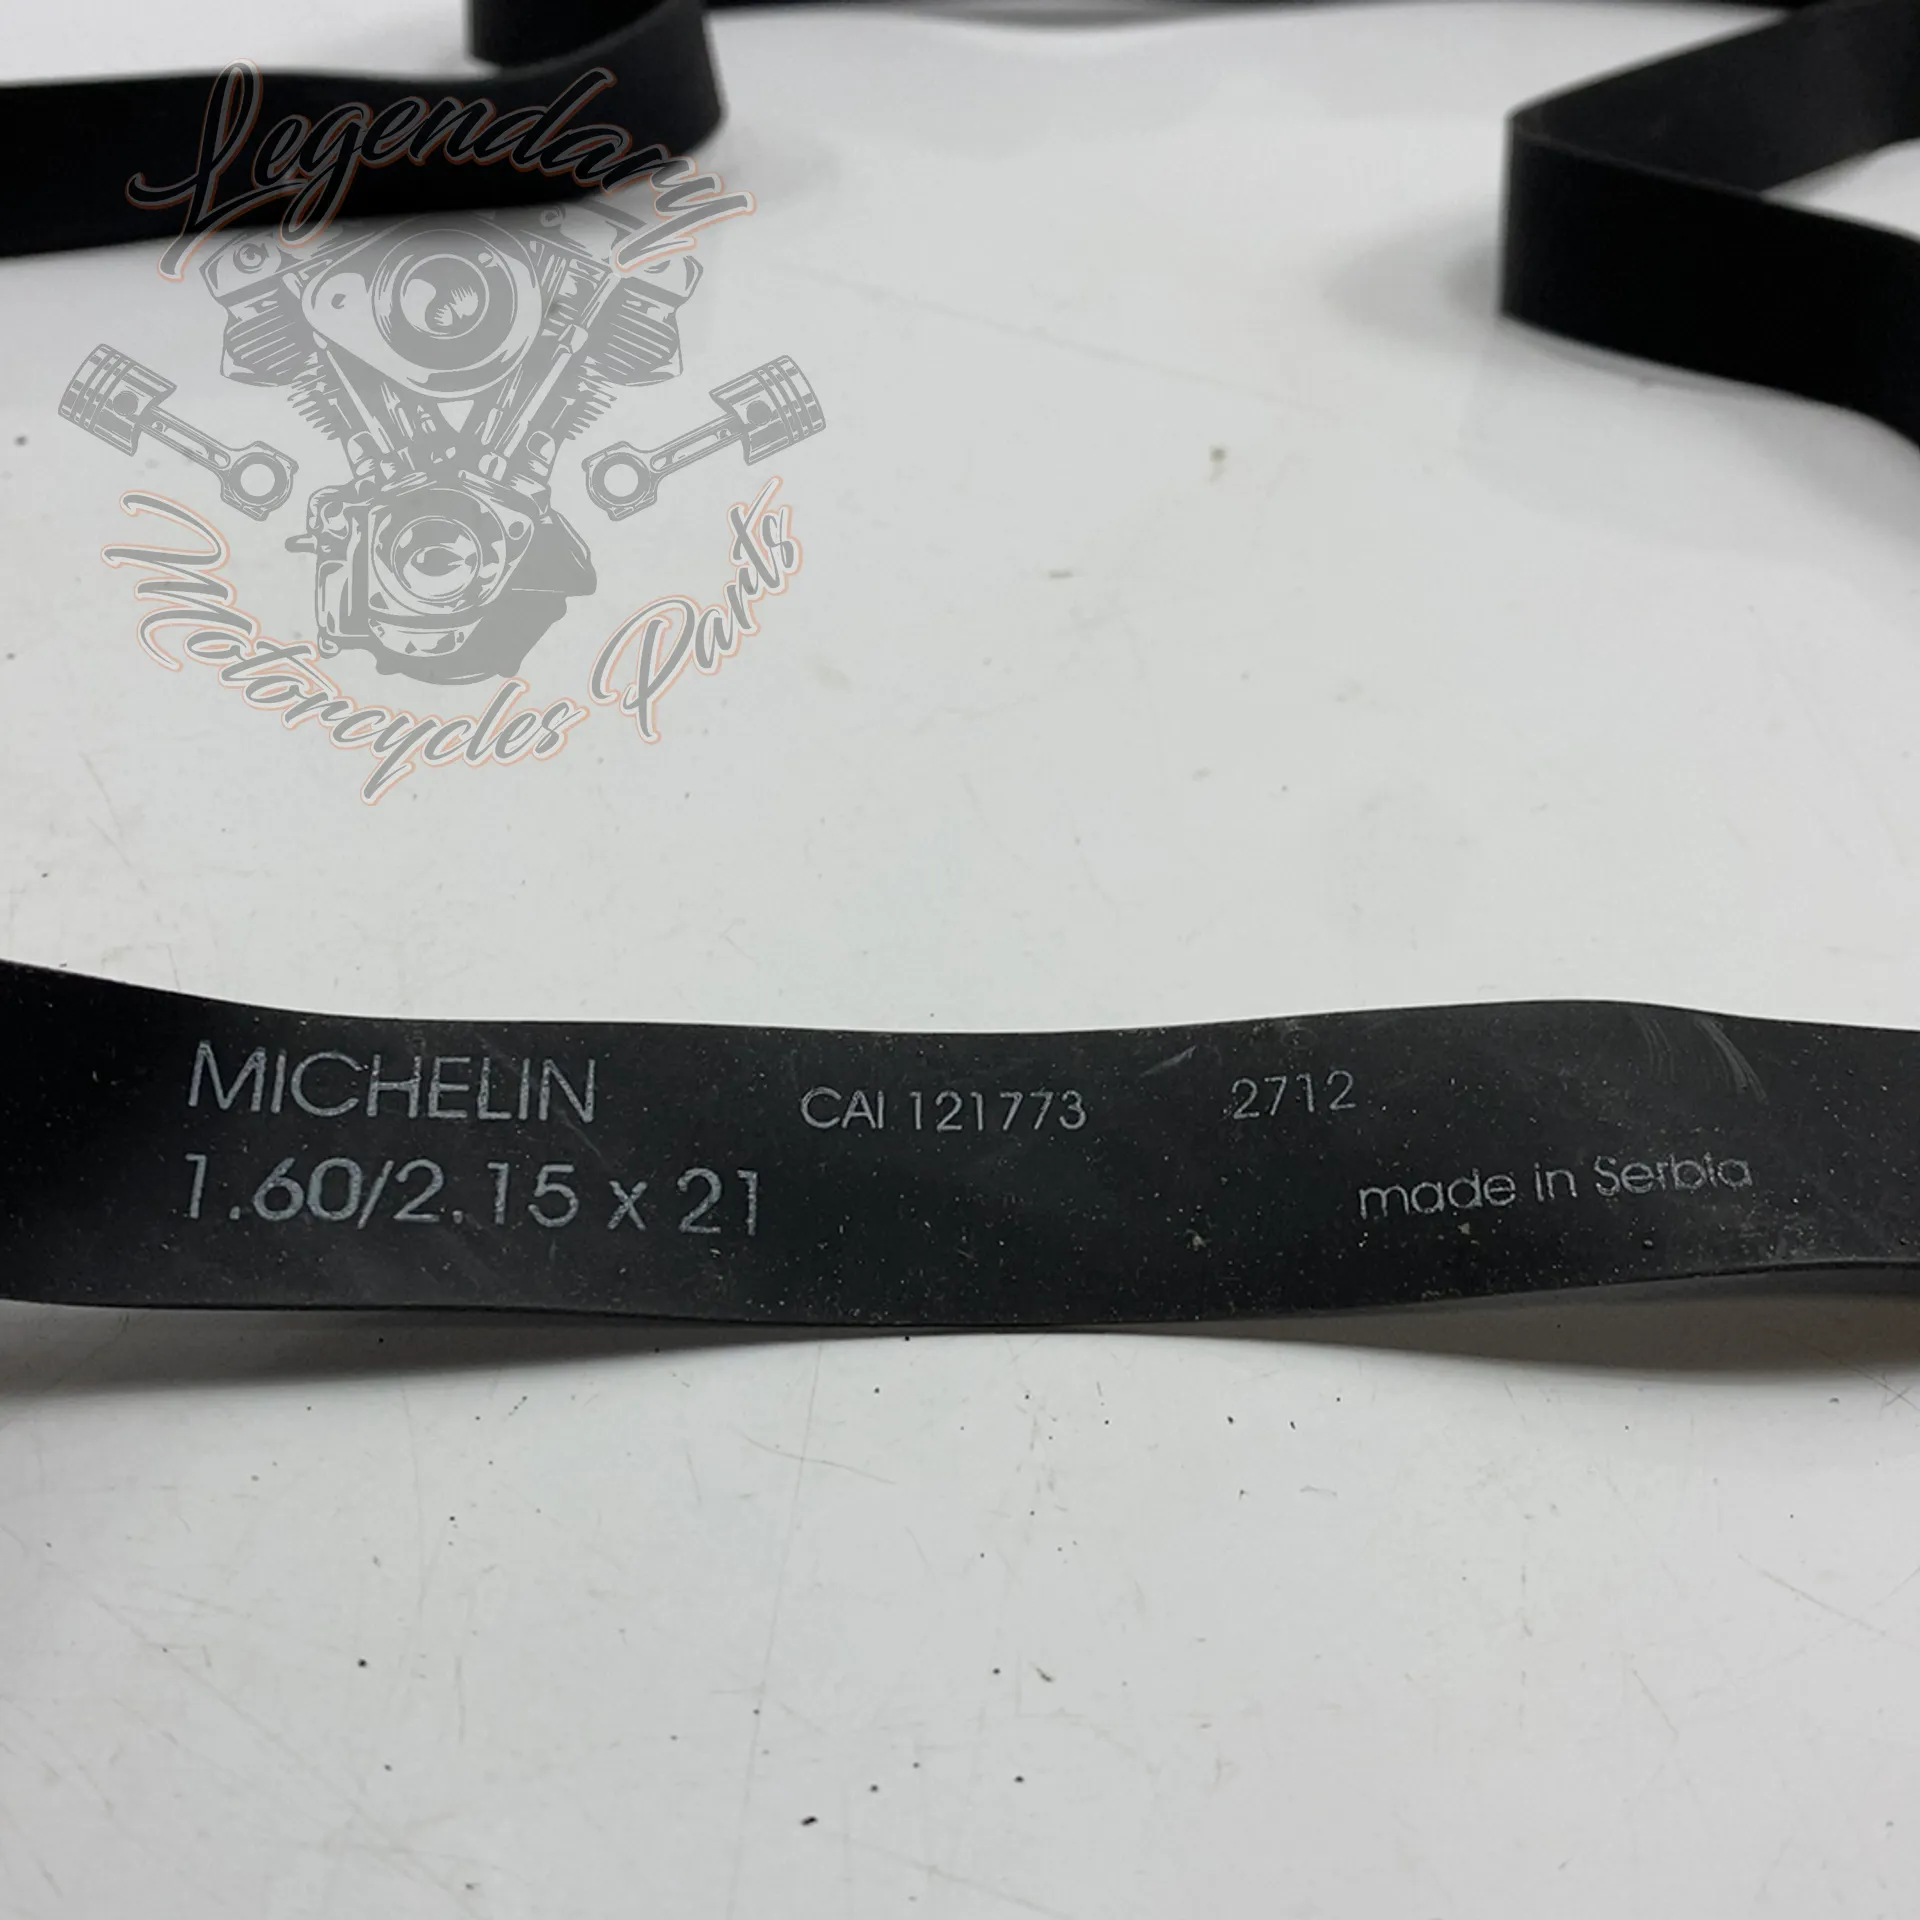 Legendary
Motorcycles Parts
MICHELIN CAI 121773 2712
1.60/2.15 x 21 made in Serbia